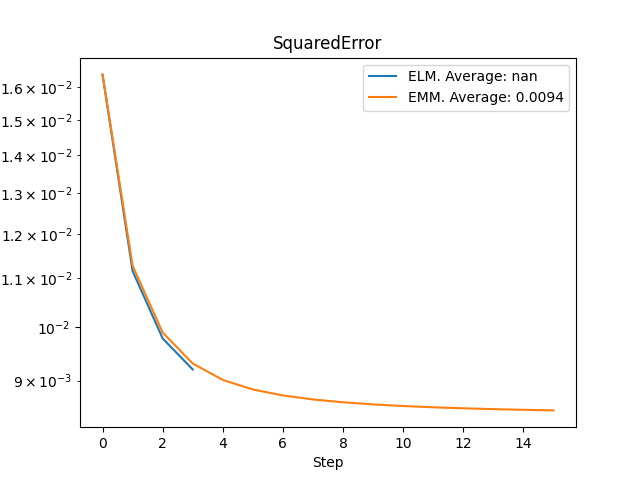 SquaredError
ELM. Average: nan
EMM. Average: 0.0094
1.6 × 10⁻²
1.5 × 10⁻²
1.4 × 10⁻²
1.3 × 10⁻²
1.2 × 10⁻²
1.1 × 10⁻²
10⁻²
9 × 10⁻³
0 2 4 6 8 10 12 14
Step